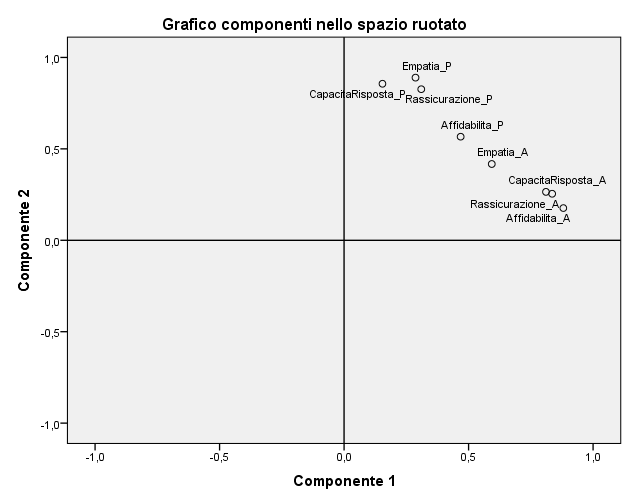 Grafico componenti nello spazio ruotato
Componente 2
1,0
0,5
0,0
-0,5
-1,0
Empatia_P
CapacitaRisposta_P
Rassicurazione_P
Affidabilita_P
Empatia_A
CapacitaRisposta_A
Rassicurazione_A
Affidabilita_A
-1,0 -0,5 0,0 0,5 1,0
Componente 1